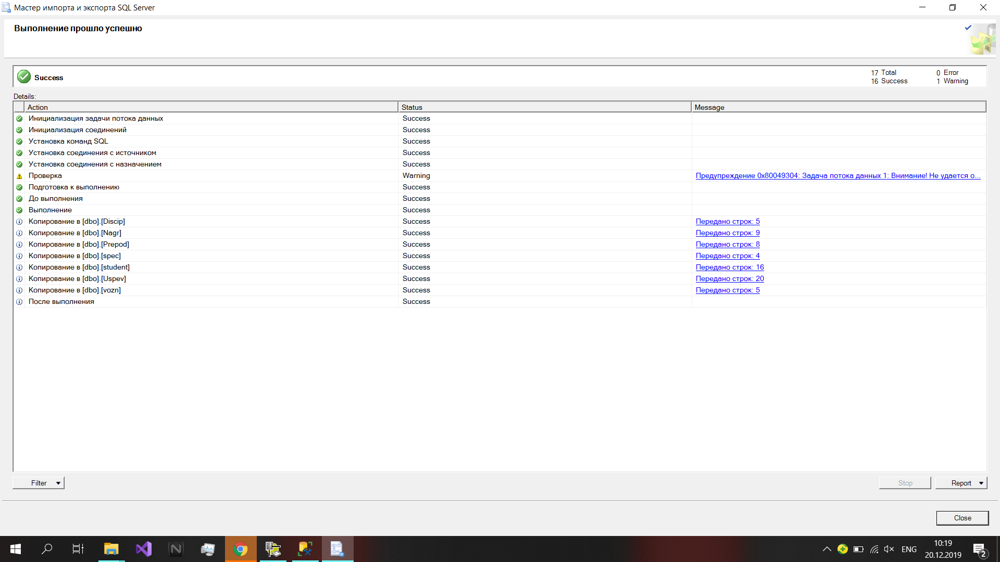 Мастер импорта и экспорта SQL Server
Выполнение прошло успешно
Success
17 Total 0 Error
16 Success 1 Warning
Details:
Action Status Message
Инициализация задачи потока данных Success
Инициализация соединений Success
Установка команд SQL Success
Установка соединения с источником Success
Установка соединения с назначением Success
Проверка Warning Предупреждение 0x80049304: Задача потока данных 1: Внимание! Не удается о...
Подготовка к выполнению Success
До выполнения Success
Выполнение Success
Копирование в [dbo].[Discip] Success Передано строк: 5
Копирование в [dbo].[Nagr] Success Передано строк: 9
Копирование в [dbo].[Prepod] Success Передано строк: 8
Копирование в [dbo].[spec] Success Передано строк: 4
Копирование в [dbo].[student] Success Передано строк: 16
Копирование в [dbo].[Uspev] Success Передано строк: 20
Копирование в [dbo].[vozn] Success Передано строк: 5
После выполнения Success
Filter Stop Report
Close
ENG
10:19
20.12.2019
2